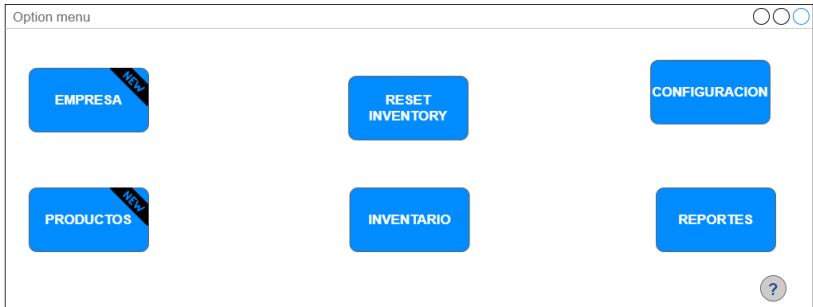 Option menu
EMPRESA
NEW
RESET
INVENTORY
CONFIGURACION
PRODUCTOS
NEW
INVENTARIO
REPORTES
?